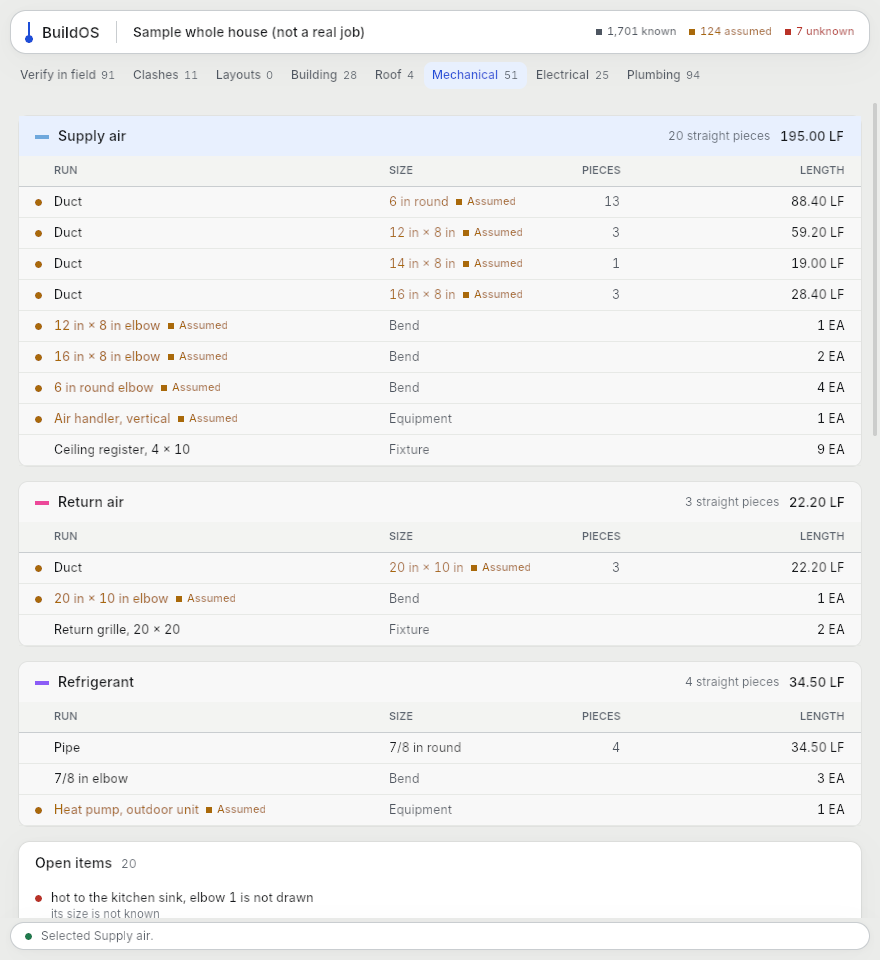 BuildOS Sample whole house (not a real job) 1,701 known 124 assumed 7 unknown
Verify in field 91 Clashes 11 Layouts 0 Building 28 Roof 4 Mechanical 51 Electrical 25 Plumbing 94
Supply air 20 straight pieces 195.00 LF
RUN SIZE PIECES LENGTH
Duct 6 in round Assumed 13 88.40 LF
Duct 12 in × 8 in Assumed 3 59.20 LF
Duct 14 in × 8 in Assumed 1 19.00 LF
Duct 16 in × 8 in Assumed 3 28.40 LF
12 in × 8 in elbow Assumed Bend 1 EA
16 in × 8 in elbow Assumed Bend 2 EA
6 in round elbow Assumed Bend 4 EA
Air handler, vertical Assumed Equipment 1 EA
Ceiling register, 4 × 10 Fixture 9 EA
Return air 3 straight pieces 22.20 LF
RUN SIZE PIECES LENGTH
Duct 20 in × 10 in Assumed 3 22.20 LF
20 in × 10 in elbow Assumed Bend 1 EA
Return grille, 20 × 20 Fixture 2 EA
Refrigerant 4 straight pieces 34.50 LF
RUN SIZE PIECES LENGTH
Pipe 7/8 in round 4 34.50 LF
7/8 in elbow Bend 3 EA
Heat pump, outdoor unit Assumed Equipment 1 EA
Open items 20
hot to the kitchen sink, elbow 1 is not drawn
its size is not known
Selected Supply air.